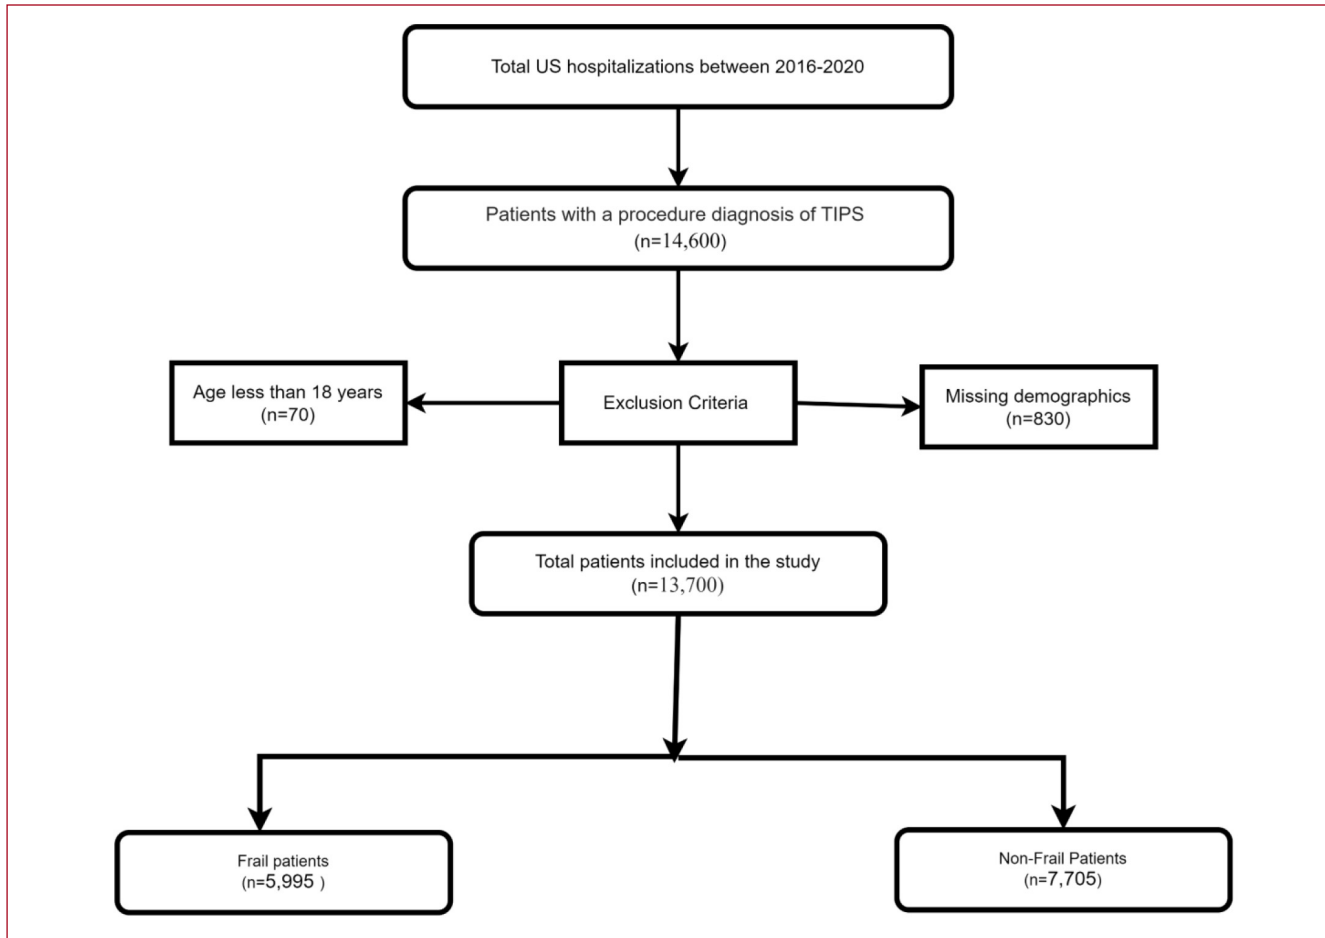 Total US hospitalizations between 2016-2020
Patients with a procedure diagnosis of TIPS
(n=14,600)
Age less than 18 years
(n=70)
Exclusion Criteria
Missing demographics
(n=830)
Total patients included in the study
(n=13,700)
Frail patients
(n=5,995 )
Non-Frail Patients
(n=7,705)